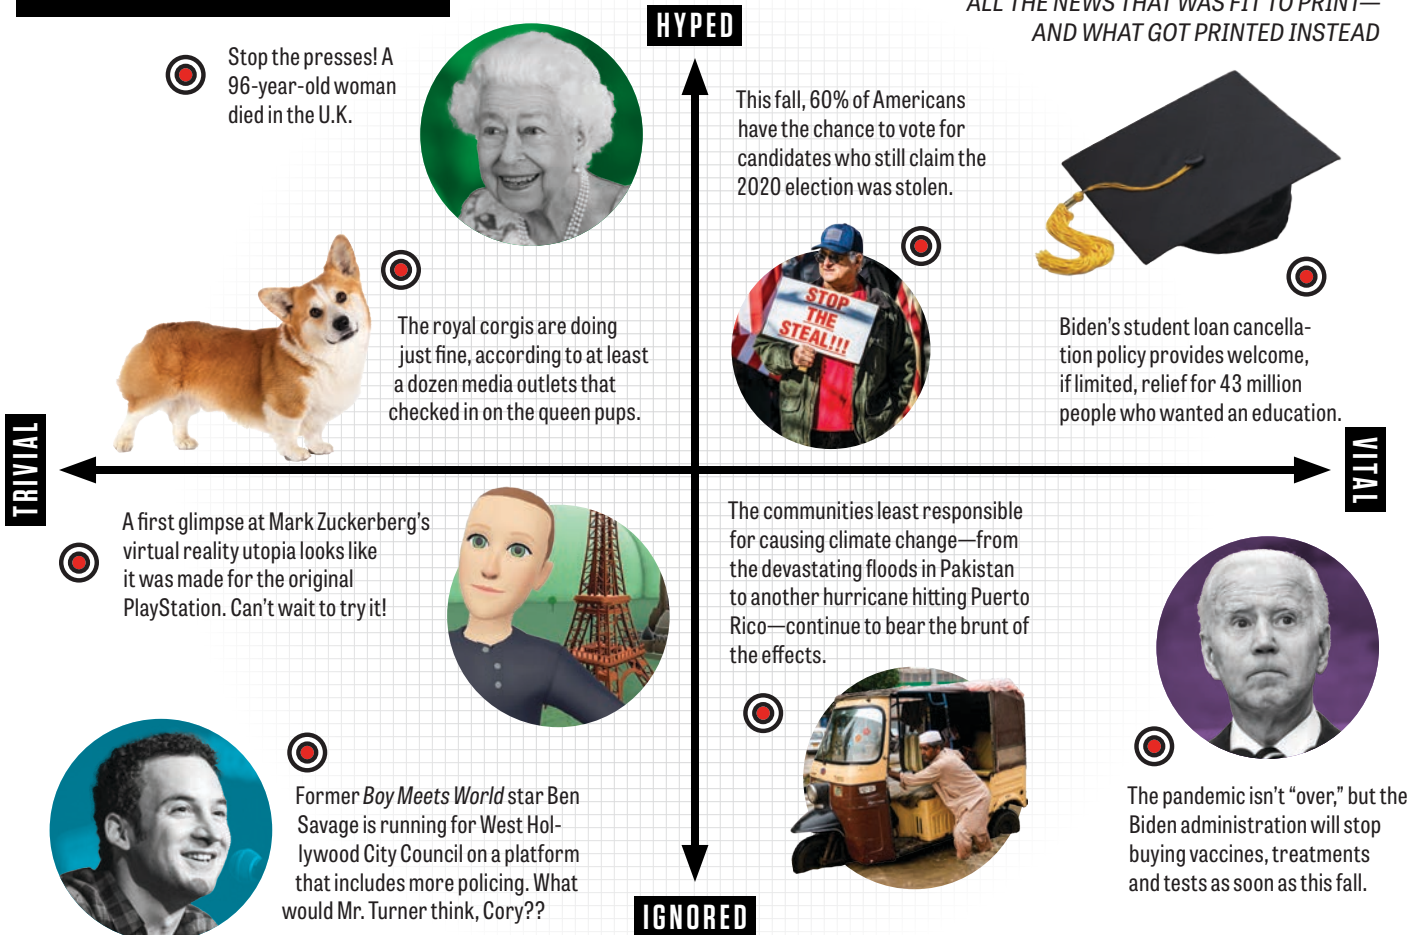 ALL THE NEWS THAT WAS FIT TO PRINT—
AND WHAT GOT PRINTED INSTEAD
HYPED
Stop the presses! A
96-year-old woman
died in the U.K.
This fall, 60% of Americans
have the chance to vote for
candidates who still claim the
2020 election was stolen.
STOP
THE
STEAL!!!
The royal corgis are doing
just fine, according to at least
a dozen media outlets that
checked in on the queen pups.
Biden's student loan cancella-
tion policy provides welcome,
if limited, relief for 43 million
people who wanted an education.
TRIVIAL
VITAL
A first glimpse at Mark Zuckerberg's
virtual reality utopia looks like
it was made for the original
PlayStation. Can't wait to try it!
The communities least responsible
for causing climate change—from
the devastating floods in Pakistan
to another hurricane hitting Puerto
Rico—continue to bear the brunt of
the effects.
Former Boy Meets World star Ben
Savage is running for West Hol-
lywood City Council on a platform
that includes more policing. What
would Mr. Turner think, Cory??
The pandemic isn't “over,” but the
Biden administration will stop
buying vaccines, treatments
and tests as soon as this fall.
IGNORED